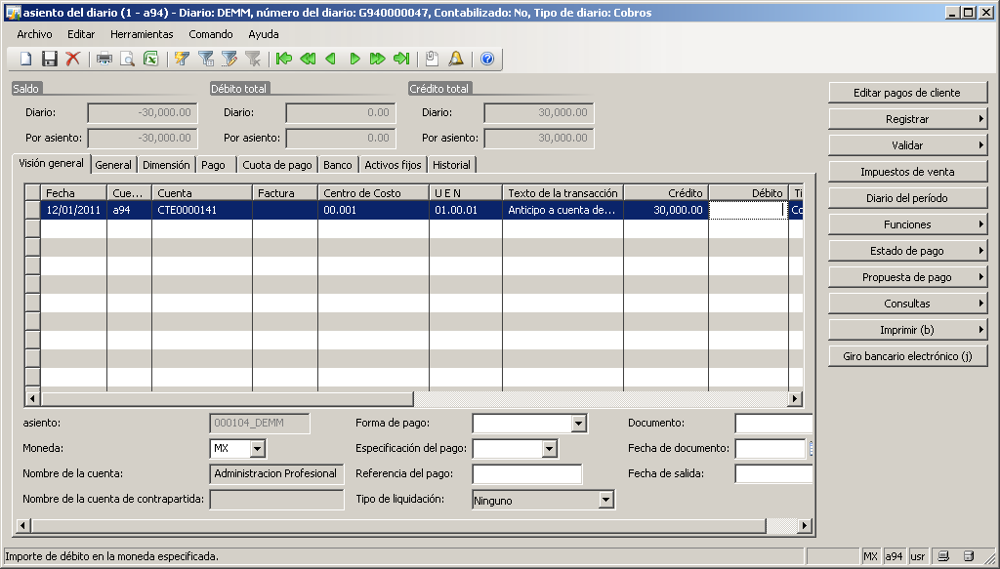 asiento del diario (1 - a94) - Diario: DEMM, número del diario: G940000047, Contabilizado: No, Tipo de diario: Cobros
Archivo Editar Herramientas Comando Ayuda
Saldo Débito total Crédito total
Diario: -30,000.00 Diario: 0.00 Diario: 30,000.00
Por asiento: -30,000.00 Por asiento: 0.00 Por asiento: 30,000.00
Visión general General Dimensión Pago Cuota de pago Banco Activos fijos Historial
Fecha Cue... Cuenta Factura Centro de Costo U E N Texto de la transacción Crédito Débito Ti
12/01/2011 a94 CTE0000141 00.001 01.00.01 Anticipo a cuenta de... 30,000.00 Co
asiento: 000104_DEMM Forma de pago: Documento:
Moneda: MX Especificación del pago: Fecha de documento:
Nombre de la cuenta: Administracion Profesional Referencia del pago: Fecha de salida:
Nombre de la cuenta de contrapartida: Tipo de liquidación: Ninguno
Editar pagos de cliente
Registrar
Validar
Impuestos de venta
Diario del período
Funciones
Estado de pago
Propuesta de pago
Consultas
Imprimir (b)
Giro bancario electrónico (j)
Importe de débito en la moneda especificada. MX a94 usr